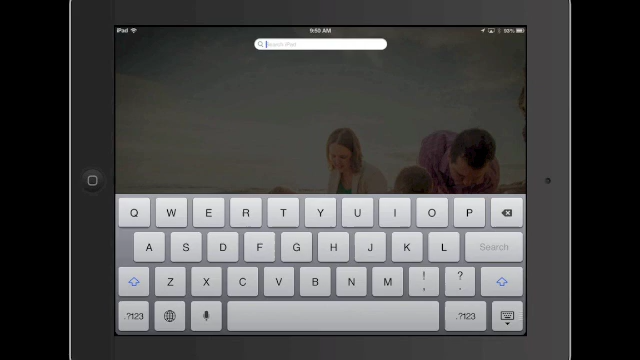 iPad 9:50 AM 93%
Search iPad
Q W E R T Y U I O P
A S D F G H J K L Search
Z X C V B N M ! , ? .
.?123 .?123